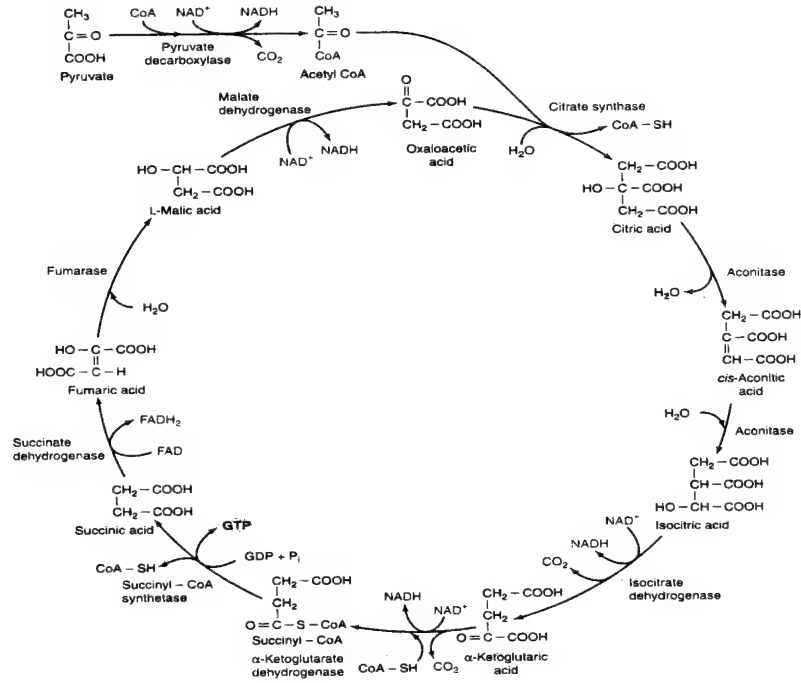 CH₃
C=O
COOH
Pyruvate
CoA NAD⁺ NADH
Pyruvate
decarboxylase
CO₂
CH₃
C=O
CoA
Acetyl CoA
Malate
dehydrogenase
NAD⁺
NADH
O
C–COOH
CH₂–COOH
Oxaloacetic
acid
Citrate synthase
H₂O
CoA–SH
CH₂–COOH
HO–C–COOH
CH₂–COOH
Citric acid
Aconitase
H₂O
CH₂–COOH
C–COOH
CH–COOH
cis-Aconitic
acid
H₂O
Aconitase
CH₂–COOH
CH–COOH
HO–CH–COOH
Isocitric acid
NAD⁺
NADH
CO₂
Isocitrate
dehydrogenase
CH₂–COOH
CH₂
O=C–COOH
α-Ketoglutaric
acid
NADH
NAD⁺
CoA–SH
CO₂
α-Ketoglutarate
dehydrogenase
CH₂–COOH
CH₂
O=C–S–CoA
Succinyl–CoA
GTP
GDP + Pᵢ
CoA–SH
Succinyl–CoA
synthetase
CH₂–COOH
CH₂–COOH
Succinic acid
FADH₂
FAD
Succinate
dehydrogenase
HO–C–COOH
HOOC–C–H
Fumaric acid
Fumarase
H₂O
HO–CH–COOH
CH₂–COOH
L-Malic acid